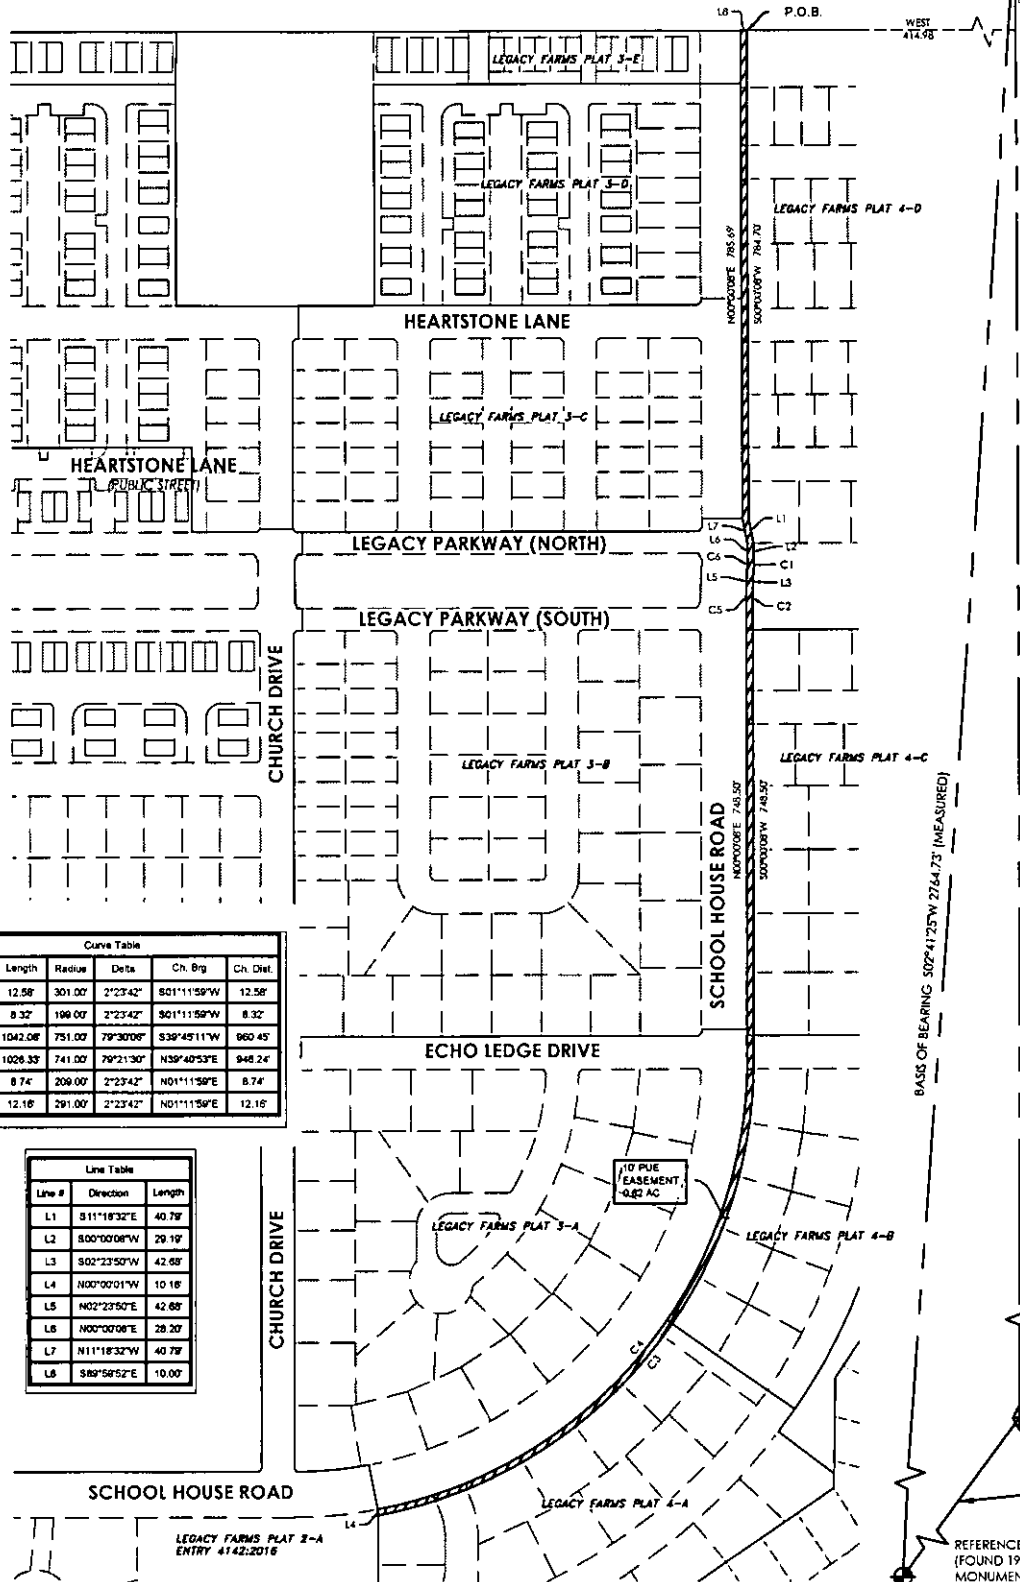 L8
P.O.B.
WEST
414.98
LEGACY FARMS PLAT 3-E
LEGACY FARMS PLAT 3-D
LEGACY FARMS PLAT 4-D
N00°00'08"E 785.69'
S00°00'08"W 784.70'
HEARTSTONE LANE
LEGACY FARMS PLAT 3-C
HEARTSTONE LANE
(PUBLIC STREET)
L7
L1
LEGACY PARKWAY (NORTH)
L6
L2
C6
C1
L5
L3
C5
C2
LEGACY PARKWAY (SOUTH)
CHURCH DRIVE
LEGACY FARMS PLAT 3-B
LEGACY FARMS PLAT 4-C
SCHOOL HOUSE ROAD
N00°00'08"E 748.50'
S00°00'08"W 748.50'
BASIS OF BEARING S02°41'25"W 2764.73' (MEASURED)
Curve Table
Length Radius Delta Ch. Brg Ch. Dist.
12.58' 301.00' 2°23'42" S01°11'59"W 12.58'
8.32' 199.00' 2°23'42" S01°11'59"W 8.32'
1042.08' 751.00' 79°30'06" S39°45'11"W 960.45'
1026.33' 741.00' 79°21'30" N39°40'53"E 946.24'
8.74' 209.00' 2°23'42" N01°11'59"E 8.74'
12.16' 291.00' 2°23'42" N01°11'59"E 12.16'
ECHO LEDGE DRIVE
Line Table
Line # Direction Length
L1 S11°18'32"E 40.79'
L2 S00°00'08"W 29.19'
L3 S02°23'50"W 42.68'
L4 N00°00'01"W 10.16'
L5 N02°23'50"E 42.68'
L6 N00°00'08"E 28.20'
L7 N11°18'32"W 40.79'
L8 S89°59'52"E 10.00'
10' PUE
EASEMENT
0.82 AC
CHURCH DRIVE
LEGACY FARMS PLAT 3-A
LEGACY FARMS PLAT 4-B
C4
C3
SCHOOL HOUSE ROAD
LEGACY FARMS PLAT 4-A
L4
LEGACY FARMS PLAT 2-A
ENTRY 4142:2016
REFERENCE
(FOUND 19
MONUMEN